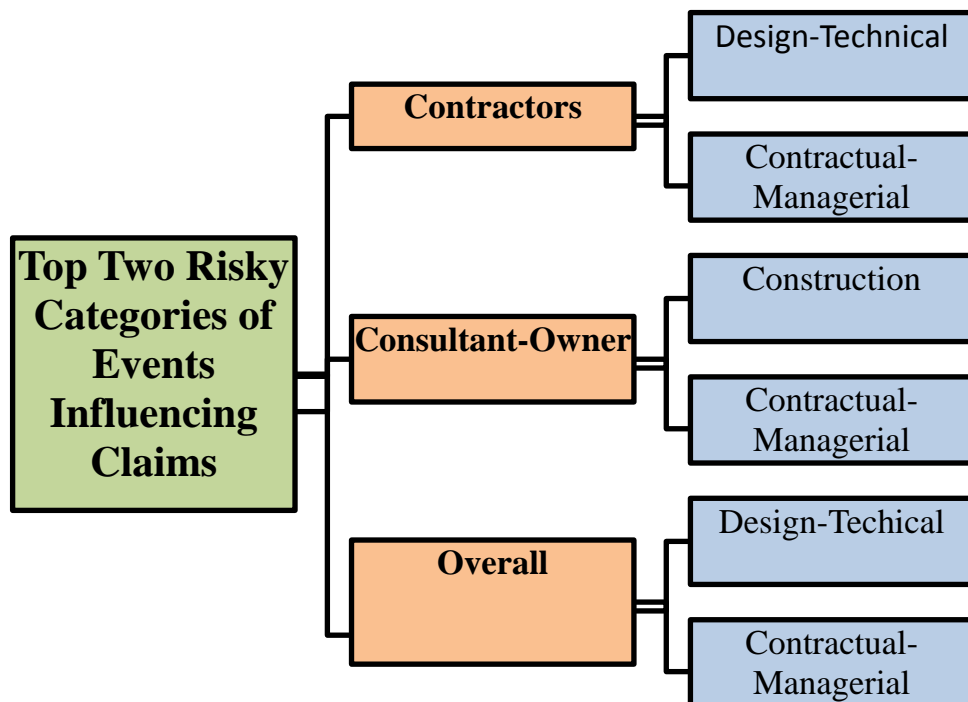 Top Two Risky
Categories of
Events
Influencing
Claims
Contractors
Design-Technical
Contractual-
Managerial
Consultant-Owner
Construction
Contractual-
Managerial
Overall
Design-Techical
Contractual-
Managerial